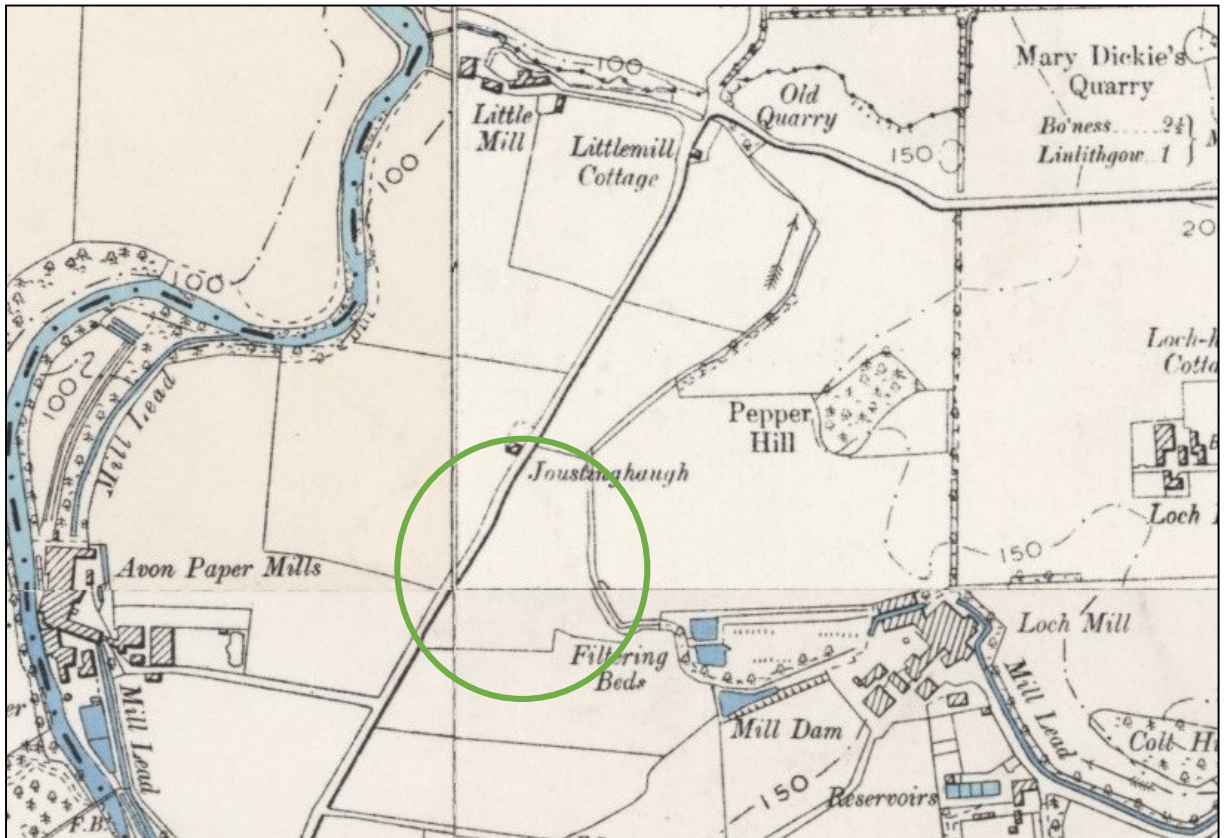 Mary Dickie's
Quarry
Bo'ness 2¼
Linlithgow 1
100
Little
Mill
Old
Quarry
150
Littlemill
Cottage
100
100
100
Mill Lead
Pepper
Hill
Joustinghaugh
Loch
150
Avon Paper Mills
Loch Mill
Filtering
Beds
Mill Lead
Mill Dam
Mill Lead
150
Reservoirs
Colt
F.B.